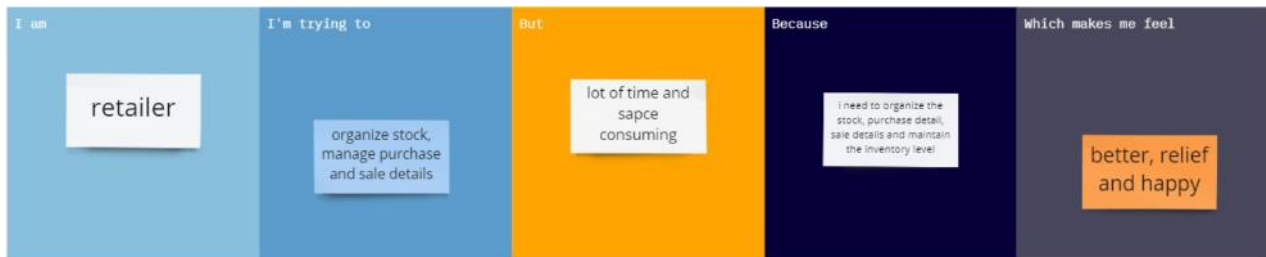 I am
retailer
I'm trying to
organize stock,
manage purchase
and sale details
But
lot of time and
sapce
consuming
Because
i need to organize the
stock, purchase detail,
sale details and maintain
the inventory level
Which makes me feel
better, relief
and happy